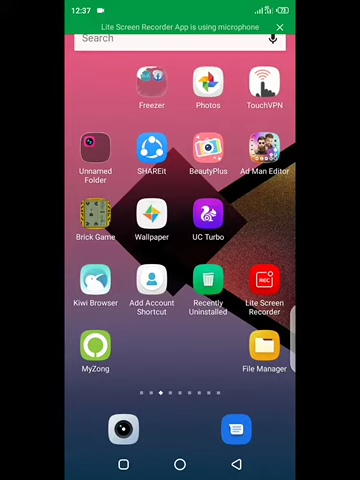 12:37
Lite Screen Recorder App is using microphone
Search
Freezer
Photos
TouchVPN
Unnamed
Folder
SHAREit
BeautyPlus
Ad Man Editor
Brick Game
Wallpaper
UC Turbo
Kiwi Browser
Add Account
Shortcut
Recently
Uninstalled
REC
Lite Screen
Recorder
MyZong
File Manager